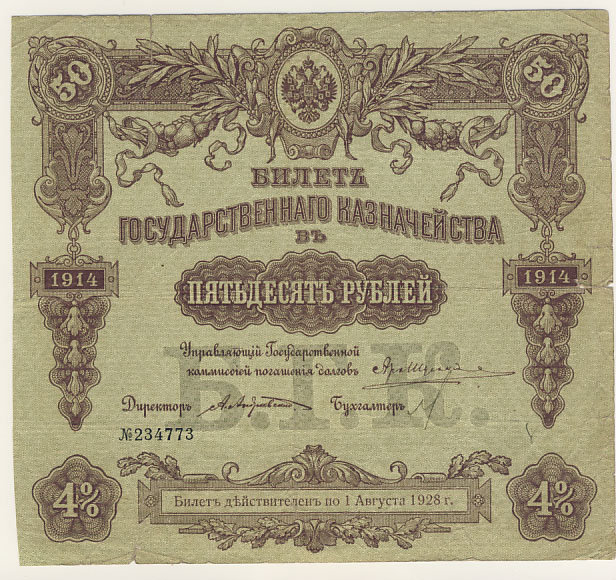 50 50
БИЛЕТЪ
ГОСУДАРСТВЕННАГО КАЗНАЧЕЙСТВА
ВЪ
1914 ПЯТЬДЕСЯТЪ РУБЛЕЙ 1914
Управляющій Государственной
коммисіей погашенія долговъ
Директоръ Бухгалтеръ
№234773
4% Билетъ дѣйствителенъ по 1 Августа 1928 г. 4%